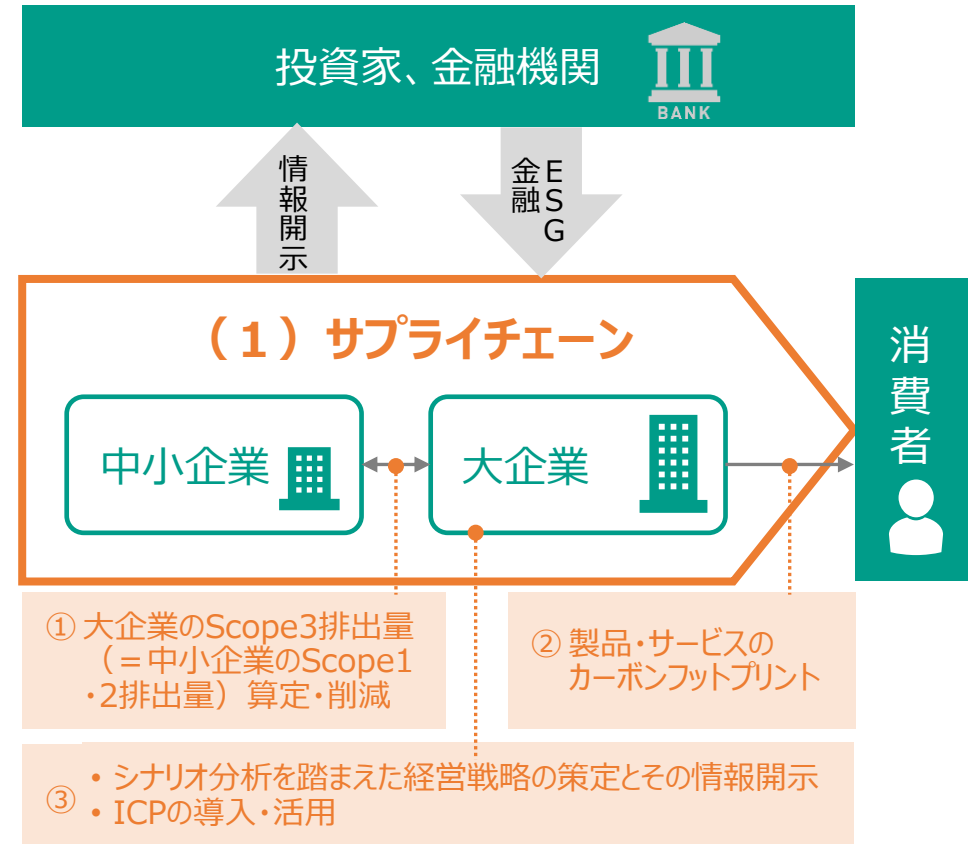 投資家、金融機関
BANK
情報開示
ESG
金融
（１）サプライチェーン
中小企業
大企業
消費者
① 大企業のScope3排出量
（＝中小企業のScope1
・2排出量）算定・削減
② 製品・サービスの
カーボンフットプリント
③
• シナリオ分析を踏まえた経営戦略の策定とその情報開示
• ICPの導入・活用